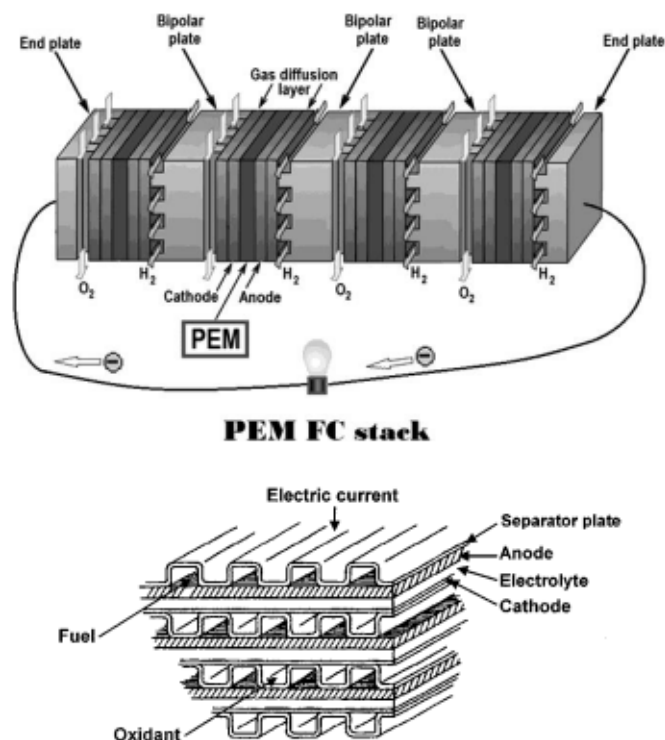 End plate
Bipolar
plate
Bipolar
plate
Bipolar
plate
End plate
Gas diffusion
layer
O2
H2
Cathode
Anode
H2
O2
H2
O2
H2
PEM
PEM FC stack
Electric current
Separator plate
Anode
Electrolyte
Cathode
Fuel
Oxidant